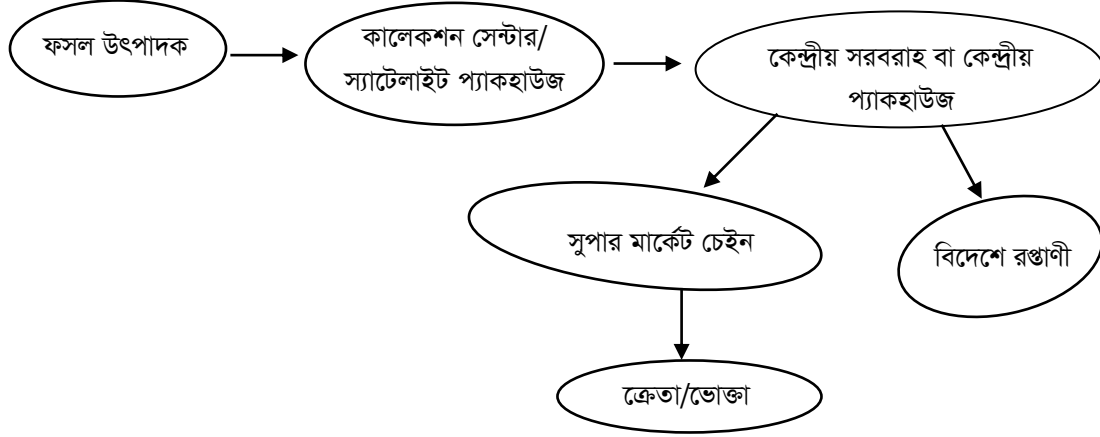 ফসল উৎপাদক
কালেকশন সেন্টার/
স্যাটেলাইট প্যাকহাউজ
কেন্দ্রীয় সরবরাহ বা কেন্দ্রীয়
প্যাকহাউজ
সুপার মার্কেট চেইন
বিদেশে রপ্তাণী
ক্রেতা/ভোক্তা